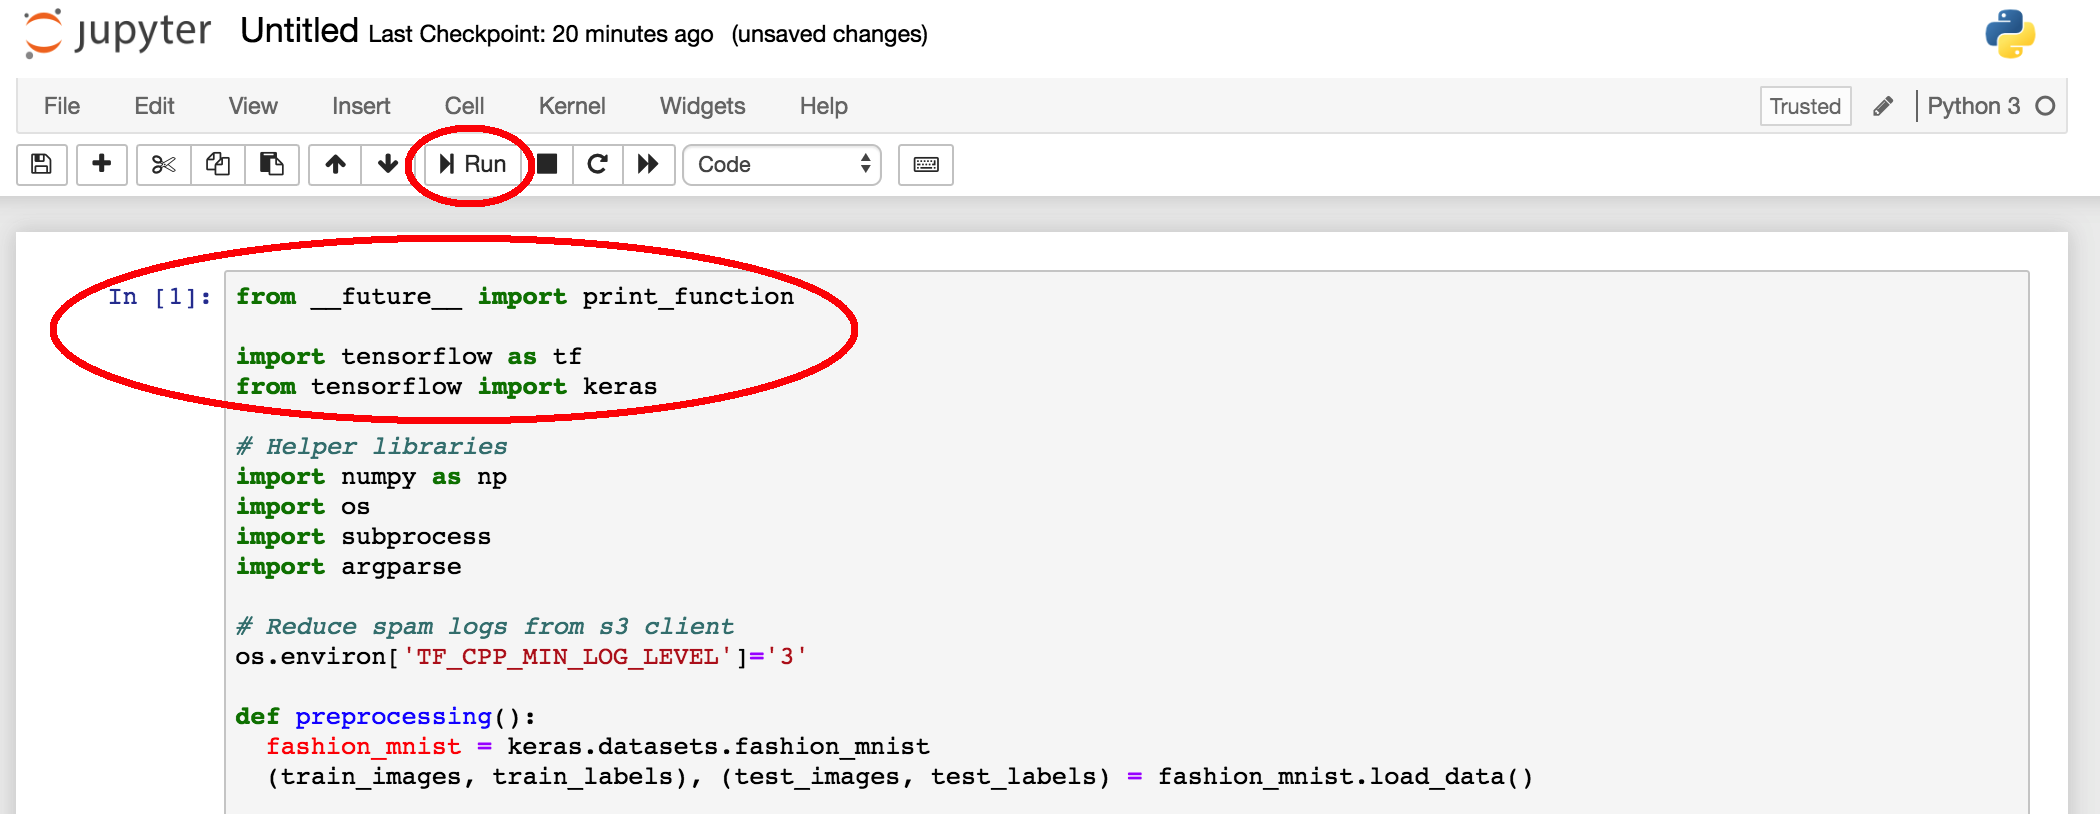 jupyter Untitled Last Checkpoint: 20 minutes ago (unsaved changes)
File Edit View Insert Cell Kernel Widgets Help Trusted Python 3
Run Code
In [1]: from __future__ import print_function
import tensorflow as tf
from tensorflow import keras
# Helper libraries
import numpy as np
import os
import subprocess
import argparse
# Reduce spam logs from s3 client
os.environ['TF_CPP_MIN_LOG_LEVEL']='3'
def preprocessing():
  fashion_mnist = keras.datasets.fashion_mnist
  (train_images, train_labels), (test_images, test_labels) = fashion_mnist.load_data()